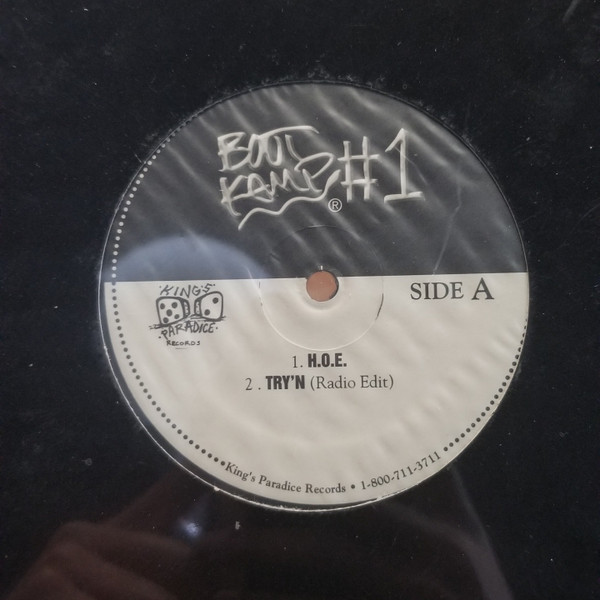 BOOT KAMP #1
®
SIDE A
KING'S
PARADICE
RECORDS
1. H.O.E.
2 . TRY'N (Radio Edit)
King's Paradice Records • 1-800-711-3711